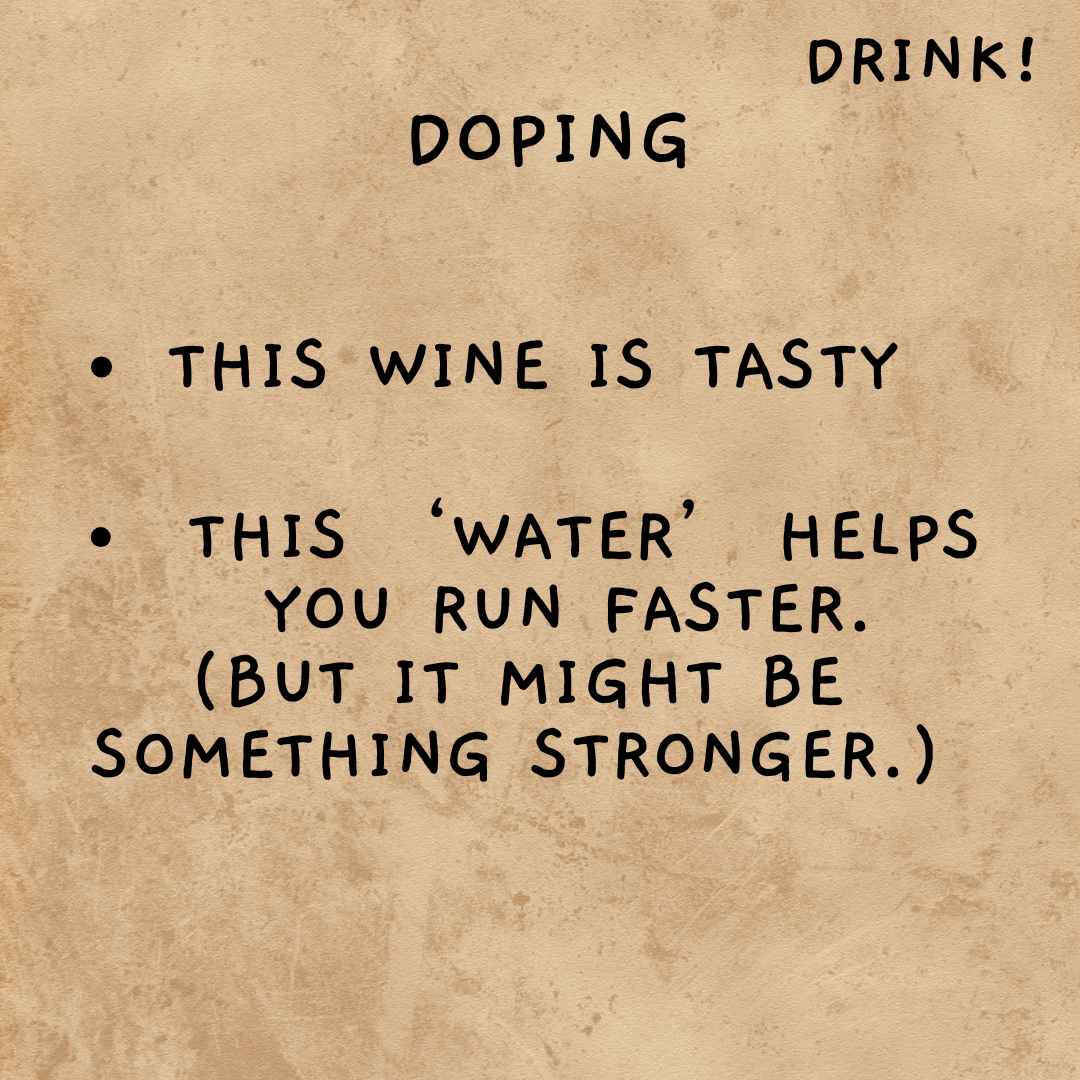 DRINK!
DOPING
• THIS WINE IS TASTY
• THIS ‘WATER’ HELPS
YOU RUN FASTER.
(BUT IT MIGHT BE
SOMETHING STRONGER.)